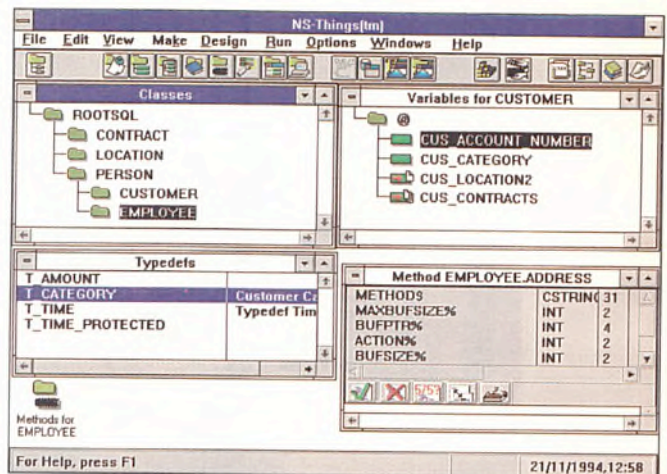 NS-Things[tm]
File Edit View Make Design Run Options Windows Help
Classes
ROOTSQL
CONTRACT
LOCATION
PERSON
CUSTOMER
EMPLOYEE
Variables for CUSTOMER
@
CUS_ACCOUNT_NUMBER
CUS_CATEGORY
CUS_LOCATION2
CUS_CONTRACTS
Typedefs
T_AMOUNT
T_CATEGORY Customer Ca
T_TIME Typedef Tim
T_TIME_PROTECTED
Method EMPLOYEE.ADDRESS
METHOD$ CSTRING 31
MAXBUFSIZE% INT 2
BUFPTR% INT 4
ACTION% INT 2
BUFSIZE% INT 2
5/5?
Methods for
EMPLOYEE
For Help, press F1
21/11/1994,12:58